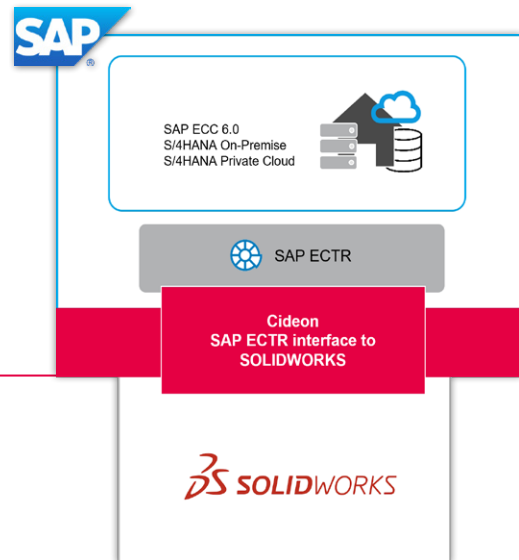 SAP
®
SAP ECC 6.0
S/4HANA On-Premise
S/4HANA Private Cloud
SAP ECTR
Cideon
SAP ECTR interface to
SOLIDWORKS
3DS SOLIDWORKS